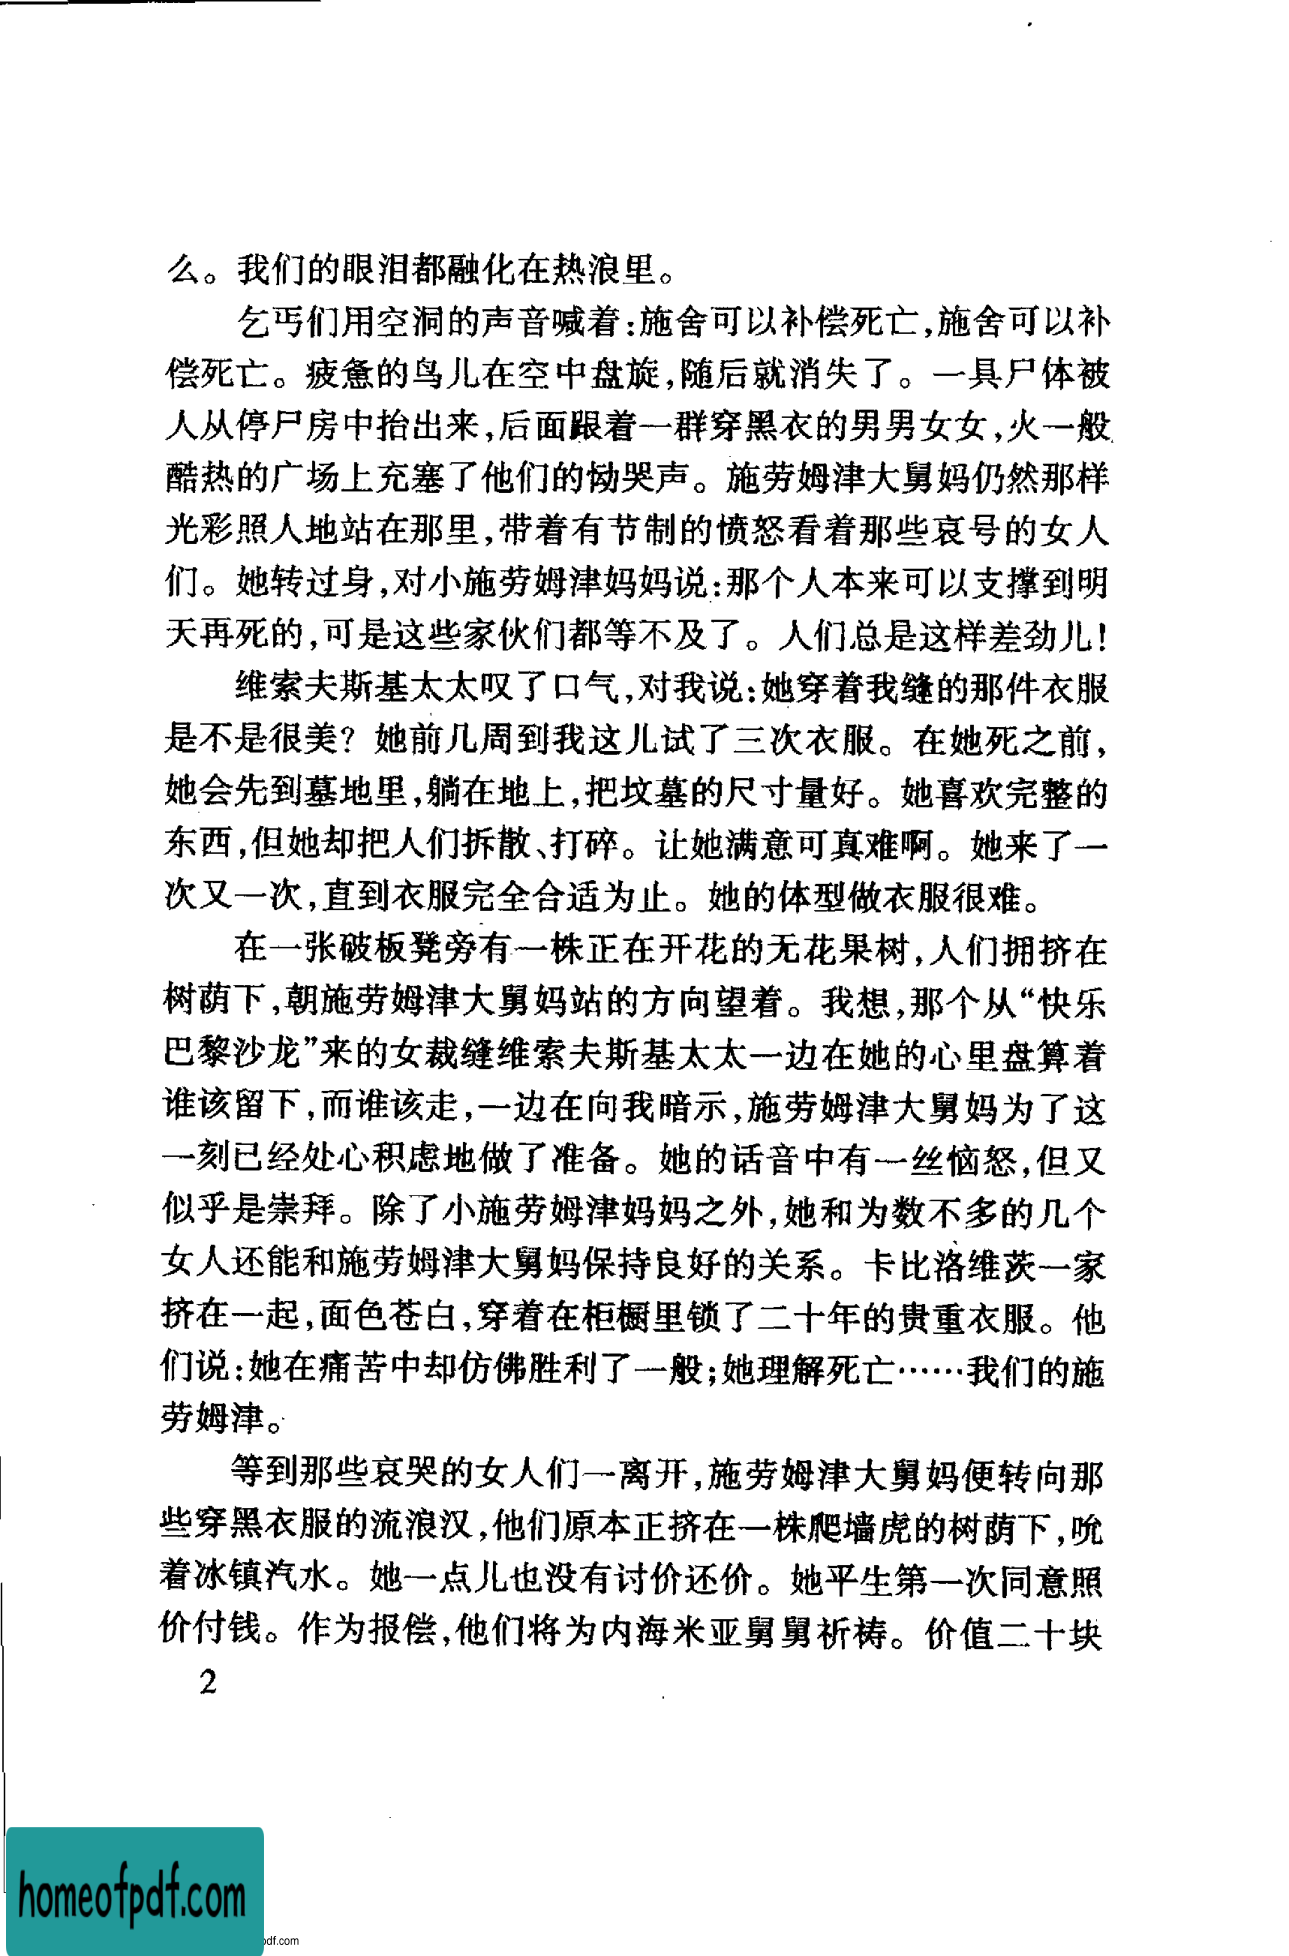 么。我们的眼泪都融化在热浪里。
乞丐们用空洞的声音喊着:施舍可以补偿死亡,施舍可以补
偿死亡。疲惫的鸟儿在空中盘旋,随后就消失了。一具尸体被
人从停尸房中抬出来,后面跟着一群穿黑衣的男男女女,火一般
酷热的广场上充塞了他们的恸哭声。施劳姆津大舅妈仍然那样
光彩照人地站在那里,带着有节制的愤怒看着那些哀号的女人
们。她转过身,对小施劳姆津妈妈说:那个人本来可以支撑到明
天再死的,可是这些家伙们都等不及了。人们总是这样差劲儿!
维索夫斯基太太叹了口气,对我说:她穿着我缝的那件衣服
是不是很美?她前几周到我这儿试了三次衣服。在她死之前,
她会先到墓地里,躺在地上,把坟墓的尺寸量好。她喜欢完整的
东西,但她却把人们拆散、打碎。让她满意可真难啊。她来了一
次又一次,直到衣服完全合适为止。她的体型做衣服很难。
在一张破板凳旁有一株正在开花的无花果树,人们拥挤在
树荫下,朝施劳姆津大舅妈站的方向望着。我想,那个从“快乐
巴黎沙龙”来的女裁缝维索夫斯基太太一边在她的心里盘算着
谁该留下,而谁该走,一边在向我暗示,施劳姆津大舅妈为了这
一刻已经处心积虑地做了准备。她的话音中有一丝恼怒,但又
似乎是崇拜。除了小施劳姆津妈妈之外,她和为数不多的几个
女人还能和施劳姆津大舅妈保持良好的关系。卡比洛维茨一家
挤在一起,面色苍白,穿着在柜橱里锁了二十年的贵重衣服。他
们说:她在痛苦中却仿佛胜利了一般;她理解死亡……我们的施
劳姆津。
等到那些哀哭的女人们一离开,施劳姆津大舅妈便转向那
些穿黑衣服的流浪汉,他们原本正挤在一株爬墙虎的树荫下,吮
着冰镇汽水。她一点儿也没有讨价还价。她平生第一次同意照
价付钱。作为报偿,他们将为内海米亚舅舅祈祷。价值二十块
2
homeofpdf.com
pdf.com